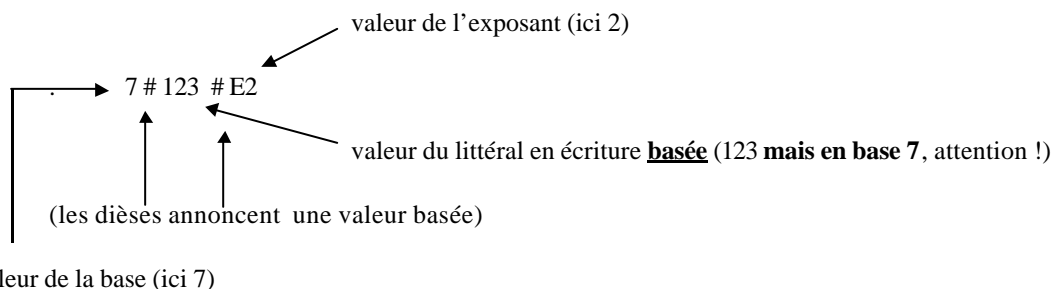 valeur de l’exposant (ici 2)
. 7 # 123 # E2
valeur du littéral en écriture basée (123 mais en base 7, attention !)
(les dièses annoncent une valeur basée)
leur de la base (ici 7)